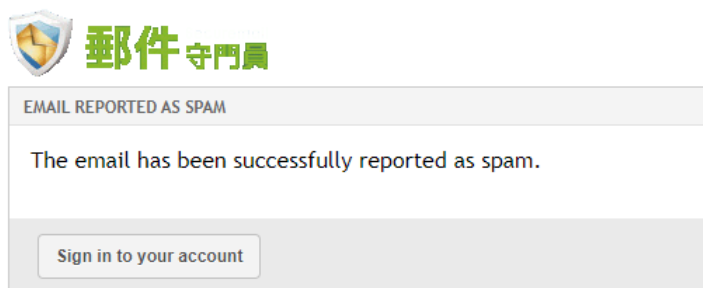 郵件守門員
EMAIL REPORTED AS SPAM
The email has been successfully reported as spam.
Sign in to your account